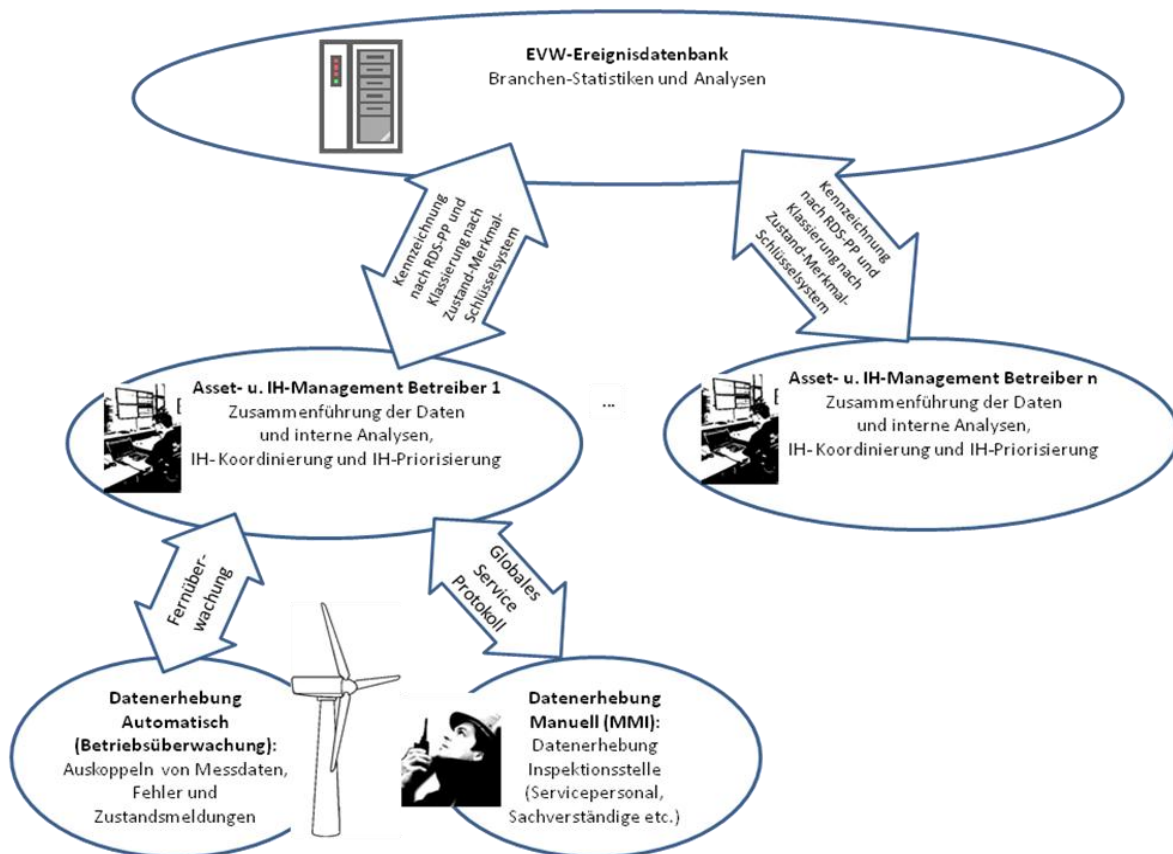 EVW-Ereignisdatenbank
Branchen-Statistiken und Analysen
Kennzeichnung
nach RDS-PP und
Klassierung nach
Zustand-Merkmal-
Schlüsselsystem
Kennzeichnung
nach RDS-PP und
Klassierung nach
Zustand-Merkmal-
Schlüsselsystem
Asset- u. IH-Management Betreiber 1
Zusammenführung der Daten
und interne Analysen,
IH- Koordinierung und IH-Priorisierung
...
Asset- u. IH-Management Betreiber n
Zusammenführung der Daten
und interne Analysen,
IH- Koordinierung und IH-Priorisierung
Fernüber-
wachung
Globales
Service
Protokoll
Datenerhebung
Automatisch
(Betriebsüberwachung):
Auskoppeln von Messdaten,
Fehler und
Zustandsmeldungen
Datenerhebung
Manuell (MMI):
Datenerhebung
Inspektionsstelle
(Servicepersonal,
Sachverständige etc.)